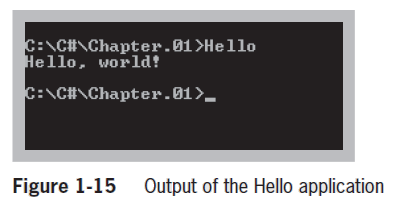 C:\C#\Chapter.01>Hello
Hello, world!
C:\C#\Chapter.01>_
Figure 1-15 Output of the Hello application